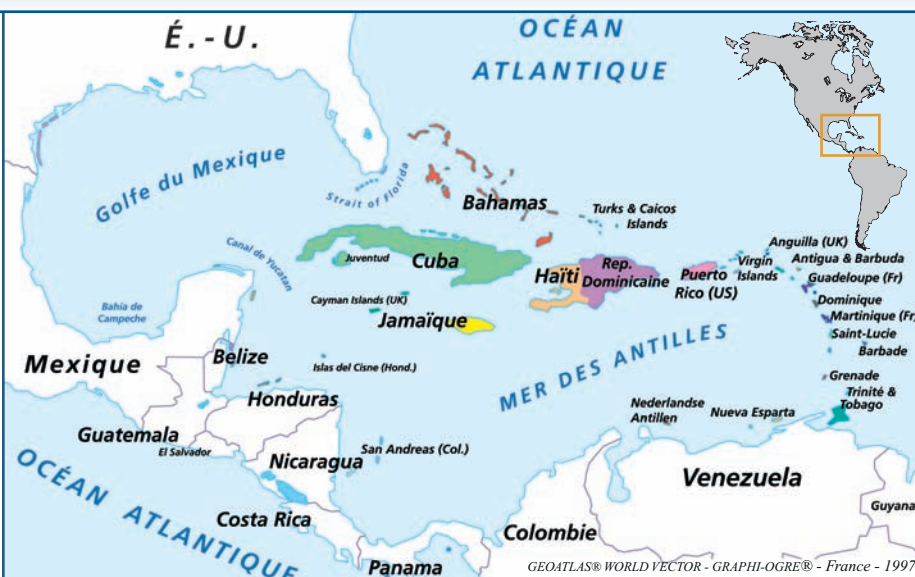 É.-U.
OCÉAN
ATLANTIQUE
Golfe du Mexique
Strait of Florida
Bahamas
Turks & Caicos
Islands
Canal de Yucatan
Juventud
Cuba
Haïti
Rep.
Dominicaine
Puerto
Rico (US)
Virgin
Islands
Anguilla (UK)
Antigua & Barbuda
Guadeloupe (Fr)
Dominique
Martinique (Fr)
Saint-Lucie
Barbade
Grenade
Trinité &
Tobago
Cayman Islands (UK)
Jamaïque
Bahia de
Campeche
Mexique
Belize
Islas del Cisne (Hond.)
MER DES ANTILLES
Honduras
Nederlandse
Antillen
Nueva Esparta
Guatemala
El Salvador
San Andreas (Col.)
Nicaragua
Venezuela
OCÉAN ATLANTIQUE
Costa Rica
Guyana
Colombie
Panama
GEOATLAS® WORLD VECTOR - GRAPHI-OGRE® - France - 1997